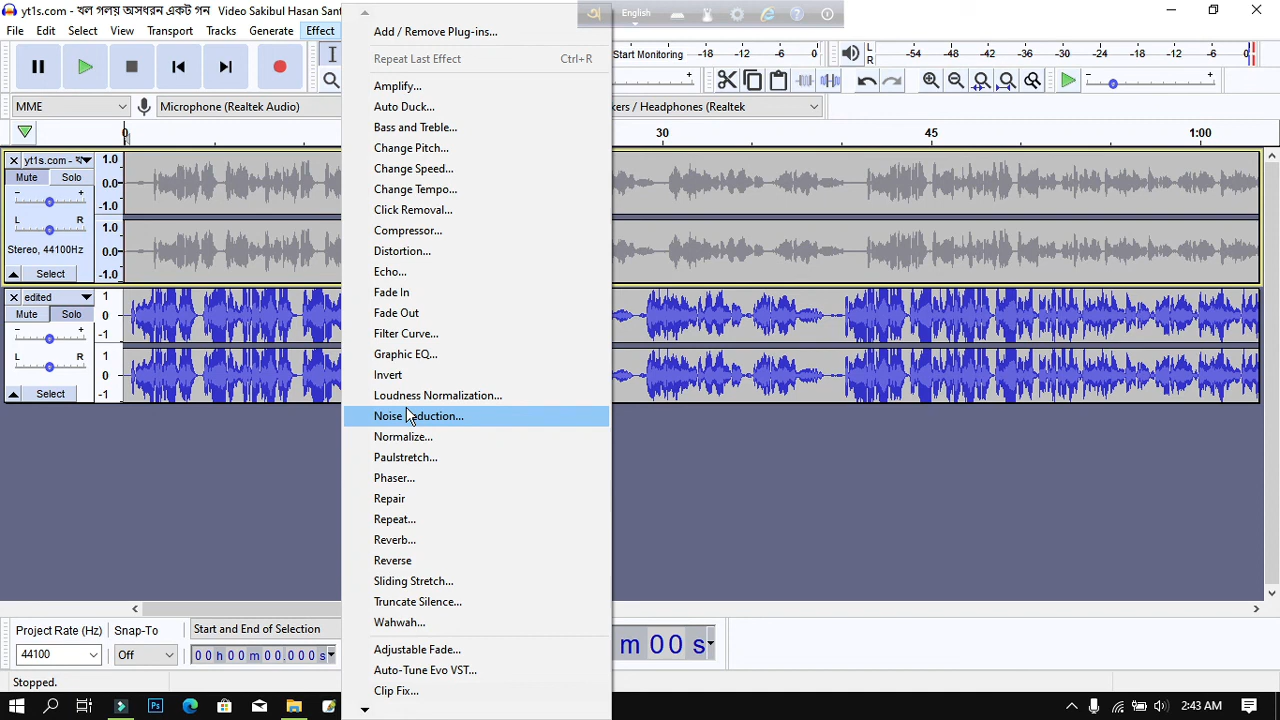 yt1s.com - খল গলয় অসধরন একট গন Video Sakibul Hasan
English
File Edit Select View Transport Tracks Generate Effect
Start Monitoring -18 -12 -6 0
L
R
-54 -48 -42 -36 -30 -24 -18 -12 -6 0
MME
Microphone (Realtek Audio)
kers / Headphones (Realtek
0 30 45 1:00
yt1s.com -
Mute Solo
- +
L R
Stereo, 44100Hz
Select
1.0
0.0
-1.0
1.0
0.0
-1.0
edited
Mute Solo
- +
L R
Select
1
0
-1
1
0
-1
Add / Remove Plug-ins...
Repeat Last Effect Ctrl+R
Amplify...
Auto Duck...
Bass and Treble...
Change Pitch...
Change Speed...
Change Tempo...
Click Removal...
Compressor...
Distortion...
Echo...
Fade In
Fade Out
Filter Curve...
Graphic EQ...
Invert
Loudness Normalization...
Noise Reduction...
Normalize...
Paulstretch...
Phaser...
Repair
Repeat...
Reverb...
Reverse
Sliding Stretch...
Truncate Silence...
Wahwah...
Adjustable Fade...
Auto-Tune Evo VST...
Clip Fix...
Project Rate (Hz) Snap-To
Start and End of Selection
44100 Off
00 h 00 m 00.000 s
m 00 s
Stopped.
Ps
2:43 AM